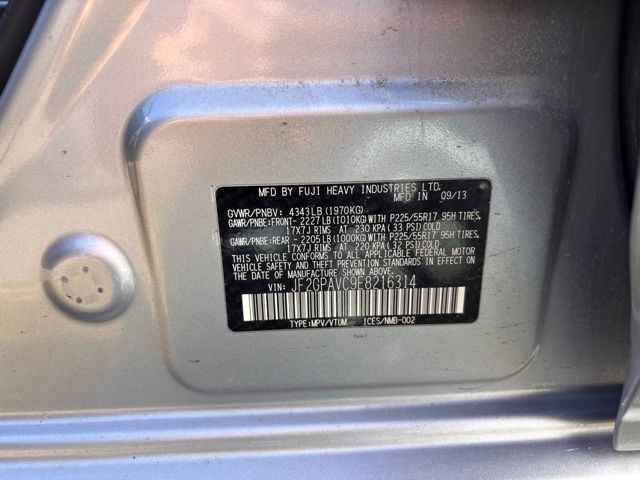 MFD BY FUJI HEAVY INDUSTRIES LTD.
MFD IN 09/13
GVWR/PNBV: 4343LB(1970KG)
GAWR/PNBE:FRONT- 2227LB(1010KG)WITH P225/55R17 95H TIRES,
17X7J RIMS AT 230 KPA(33 PSI)COLD
GAWR/PNBE:REAR - 2205LB(1000KG)WITH P225/55R17 95H TIRES,
17X7J RIMS AT 220 KPA(32 PSI)COLD
THIS VEHICLE CONFORMS TO ALL APPLICABLE FEDERAL MOTOR
VEHICLE SAFETY, BUMPER, AND THEFT PREVENTION STANDARDS
IN EFFECT ON THE DATE OF MANUFACTURE SHOWN ABOVE.
VIN: JF2GPAVC9E8216314
TYPE:MPV/VTUM ICES/NMB-002